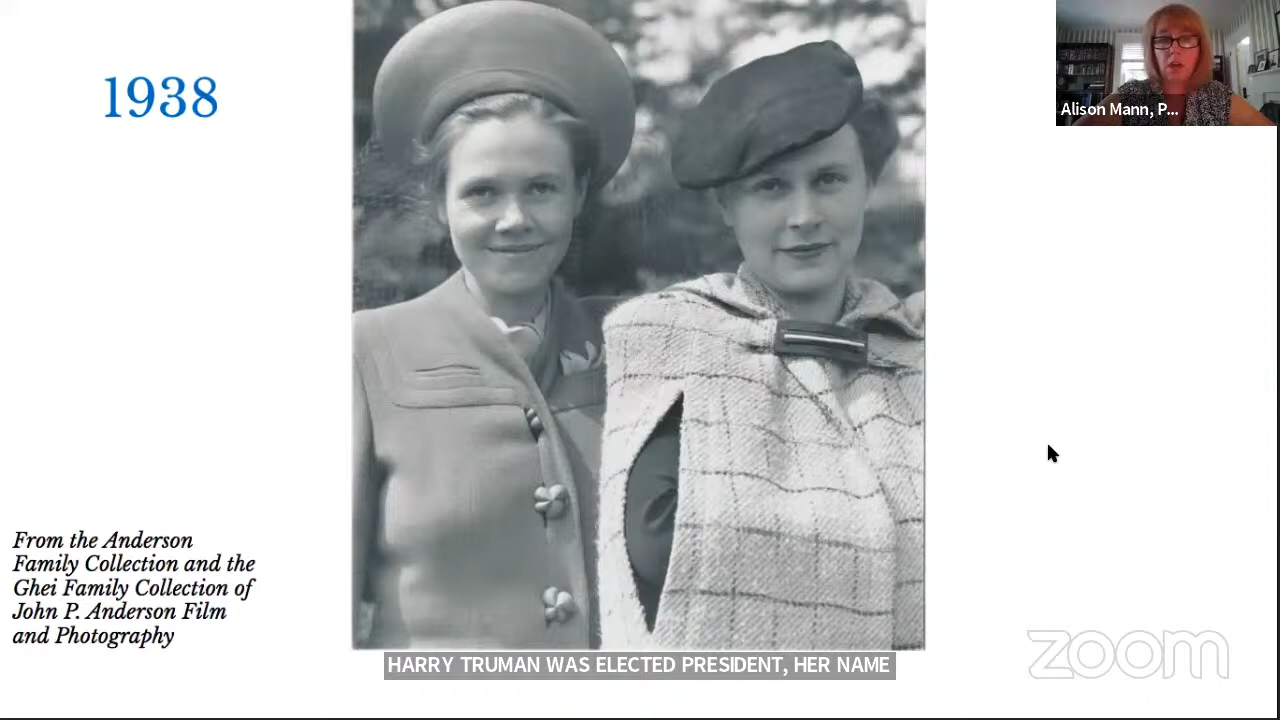 1938
Alison Mann, P...
From the Anderson
Family Collection and the
Ghei Family Collection of
John P. Anderson Film
and Photography
HARRY TRUMAN WAS ELECTED PRESIDENT, HER NAME
zoom